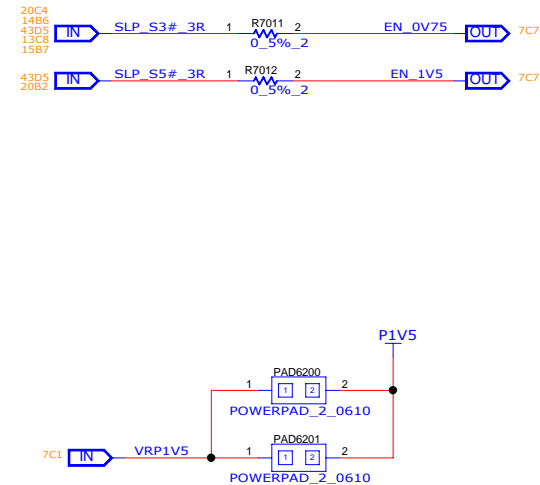 20C4
14B6
43D5
13C8
15B7
IN SLP_S3#_3R 1 R7011 2 EN_0V75 OUT 7C7
0_5%_2
43D5
20B2
IN SLP_S5#_3R 1 R7012 2 EN_1V5 OUT 7C7
0_5%_2
P1V5
PAD6200
1 1 2 2
POWERPAD_2_0610
PAD6201
7C1 IN VRP1V5 1 1 2 2
POWERPAD_2_0610